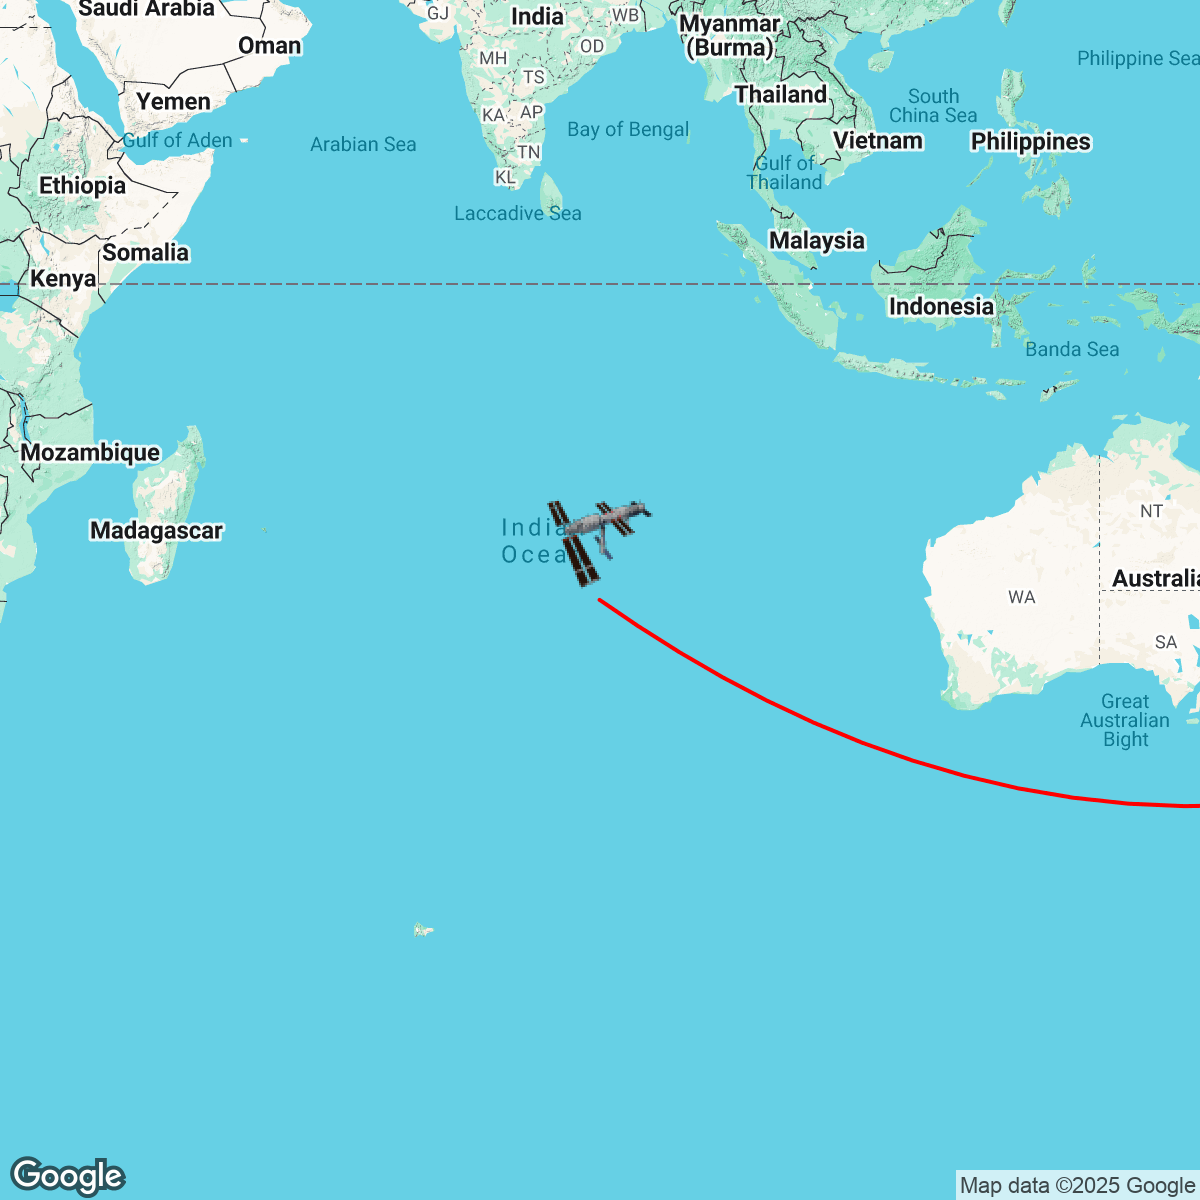 Saudi Arabia
GJ
India
WB
Myanmar
(Burma)
Oman
OD
MH
Philippine Sea
TS
Yemen
Thailand
South
China Sea
KA
AP
Gulf of Aden
Arabian Sea
Bay of Bengal
Vietnam
Philippines
TN
Gulf of
Thailand
KL
Ethiopia
Laccadive Sea
Malaysia
Somalia
Kenya
Indonesia
Banda Sea
Mozambique
Madagascar
India
Ocea
NT
Australia
WA
SA
Great
Australian
Bight
Google
Map data ©2025 Google